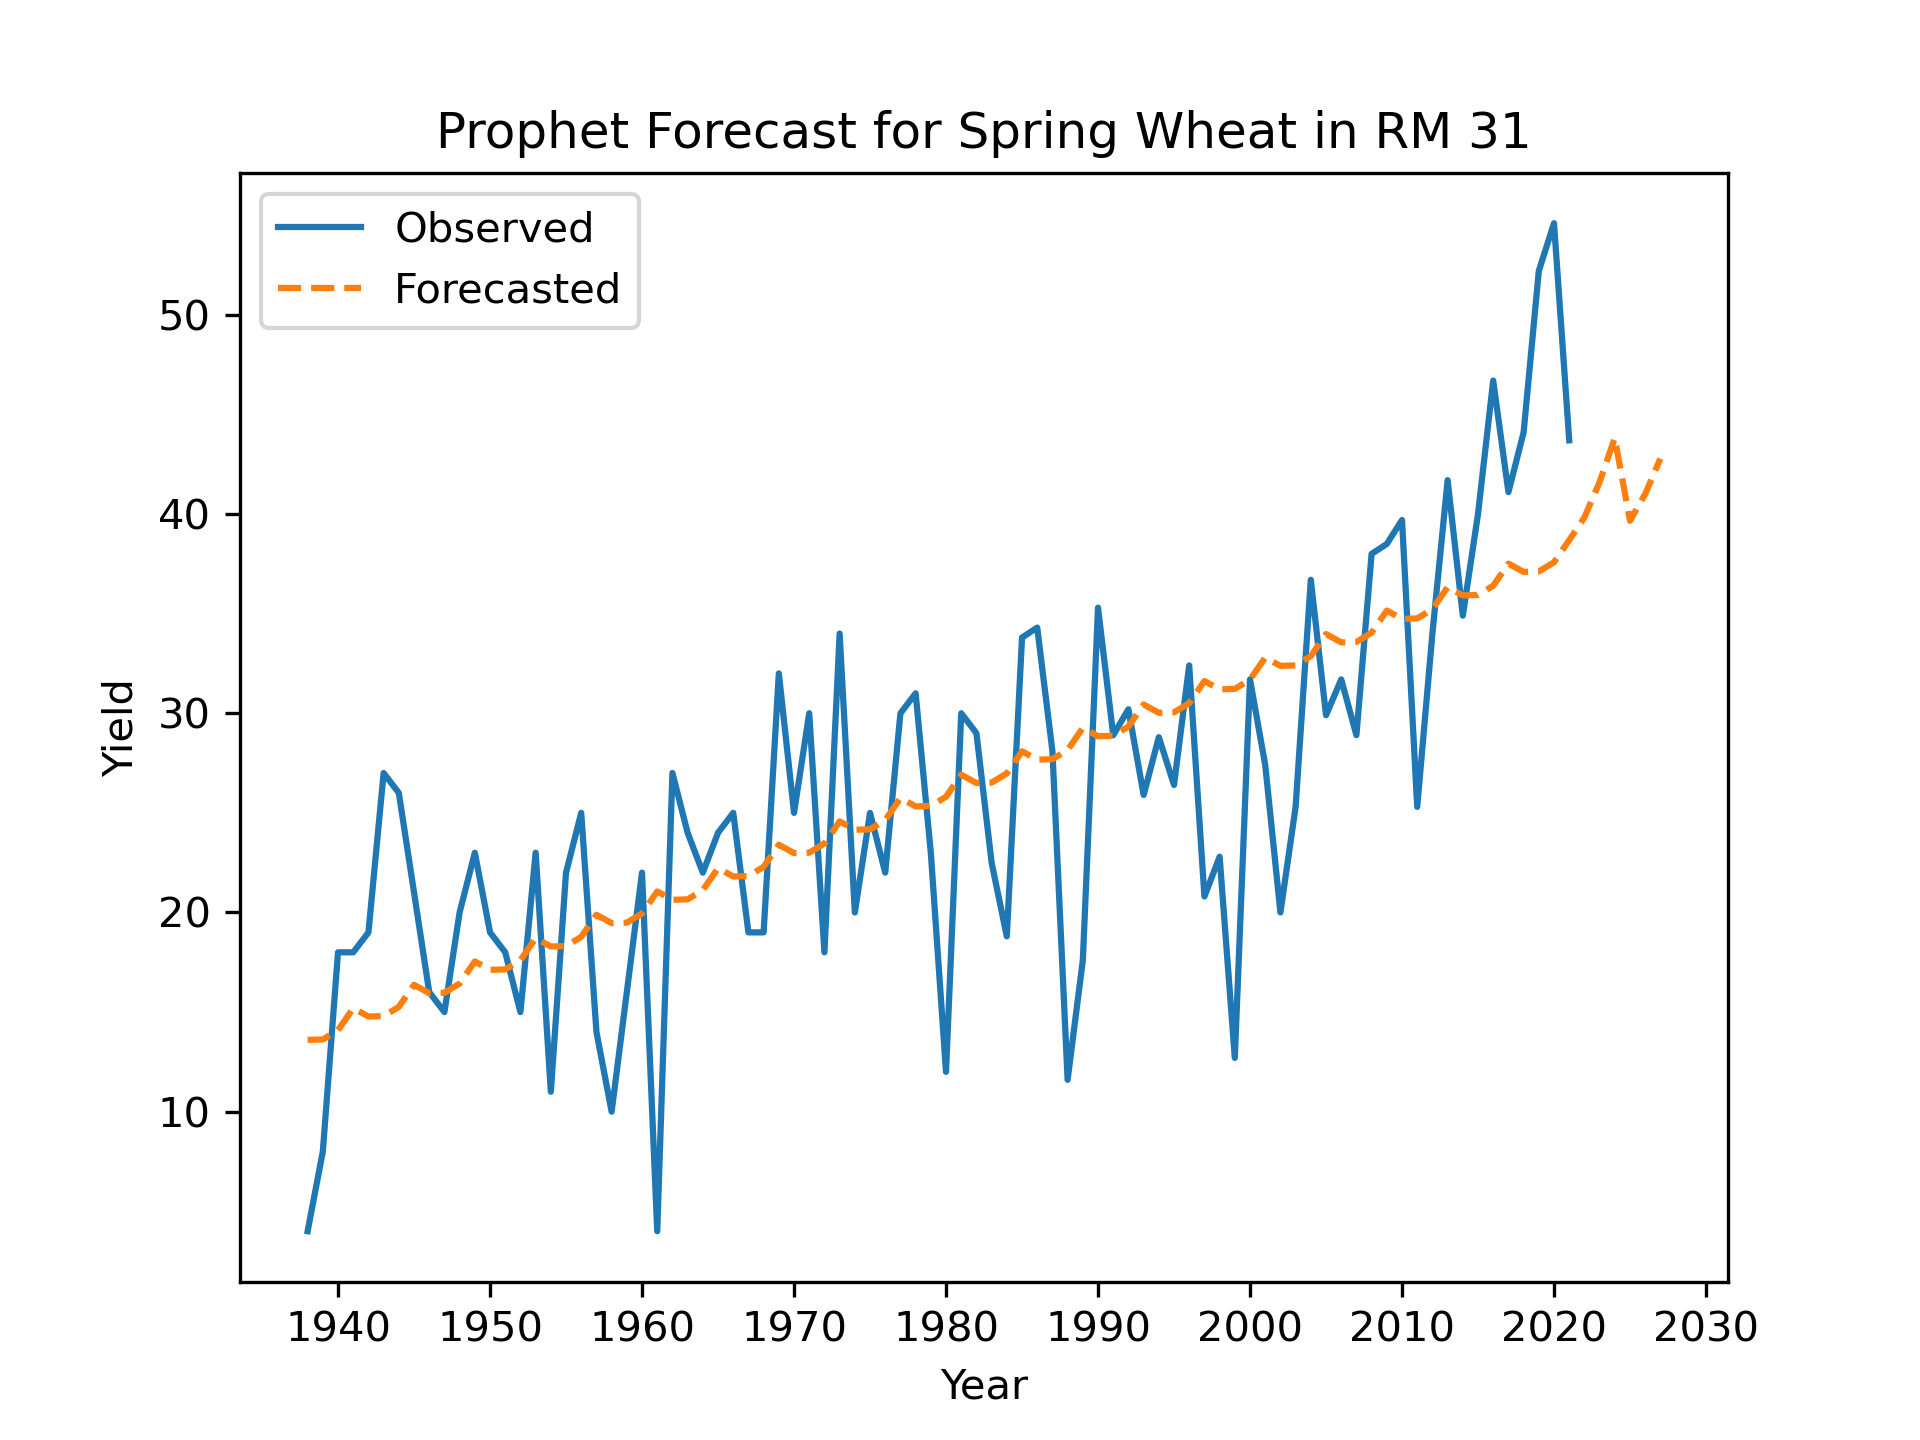 Prophet Forecast for Spring Wheat in RM 31
Observed
Forecasted
50
40
30
20
10
Yield
1940 1950 1960 1970 1980 1990 2000 2010 2020 2030
Year